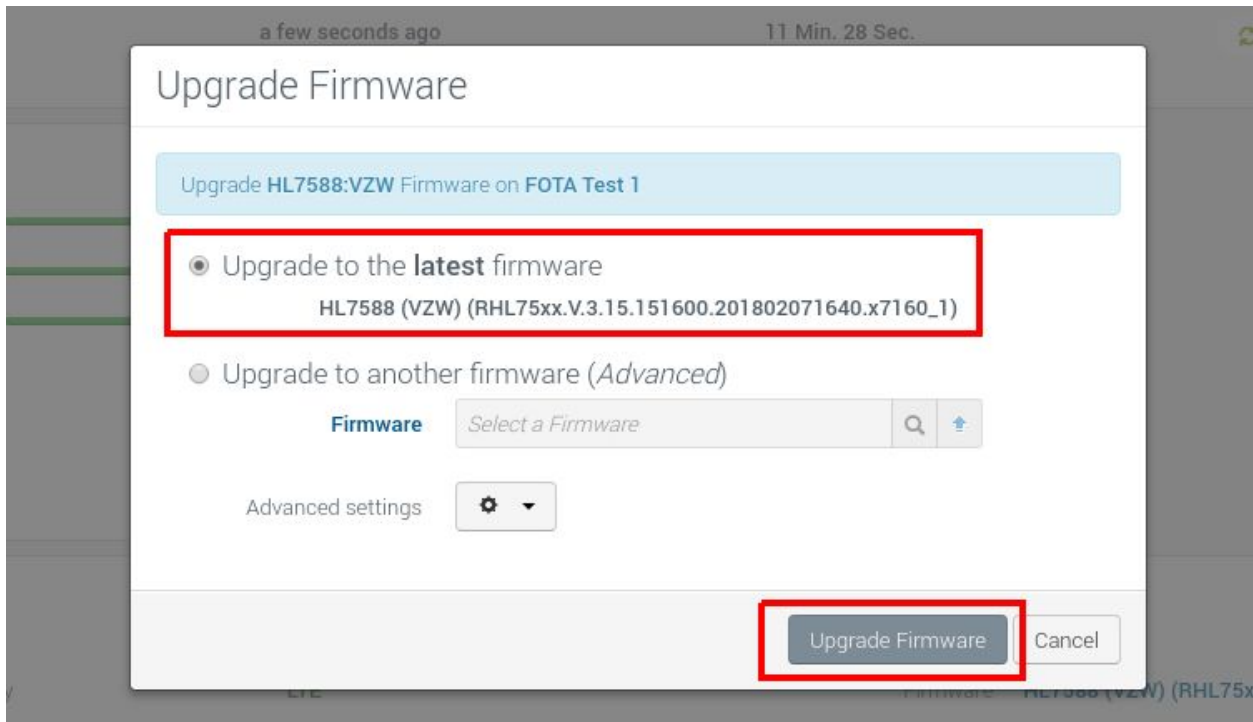 a few seconds ago 11 Min. 28 Sec.
Upgrade Firmware
Upgrade HL7588:VZW Firmware on FOTA Test 1
Upgrade to the latest firmware
HL7588 (VZW) (RHL75xx.V.3.15.151600.201802071640.x7160_1)
Upgrade to another firmware (Advanced)
Firmware Select a Firmware
Advanced settings
Upgrade Firmware Cancel
LTE Firmware HL7588 (VZW) (RHL75x